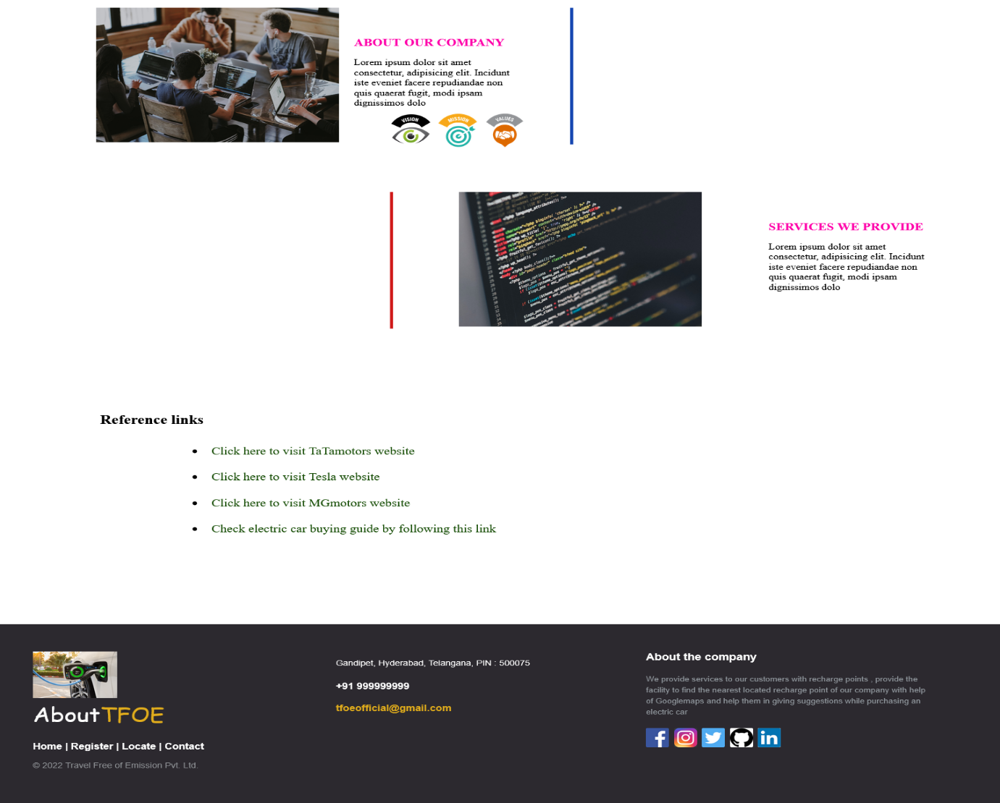 ABOUT OUR COMPANY
Lorem ipsum dolor sit amet
consectetur, adipisicing elit. Incidunt
iste eveniet facere repudiandae non
quis quaerat fugit, modi ipsam
dignissimos dolo
VISION
MISSION
VALUES
SERVICES WE PROVIDE
Lorem ipsum dolor sit amet
consectetur, adipisicing elit. Incidunt
iste eveniet facere repudiandae non
quis quaerat fugit, modi ipsam
dignissimos dolo
Reference links
• Click here to visit TaTamotors website
• Click here to visit Tesla website
• Click here to visit MGmotors website
• Check electric car buying guide by following this link
AboutTFOE
Home | Register | Locate | Contact
© 2022 Travel Free of Emission Pvt. Ltd.
Gandipet, Hyderabad, Telangana, PIN : 500075
+91 999999999
tfoeofficial@gmail.com
About the company
We provide services to our customers with recharge points , provide the
facility to find the nearest located recharge point of our company with help
of Googlemaps and help them in giving suggestions while purchasing an
electric car